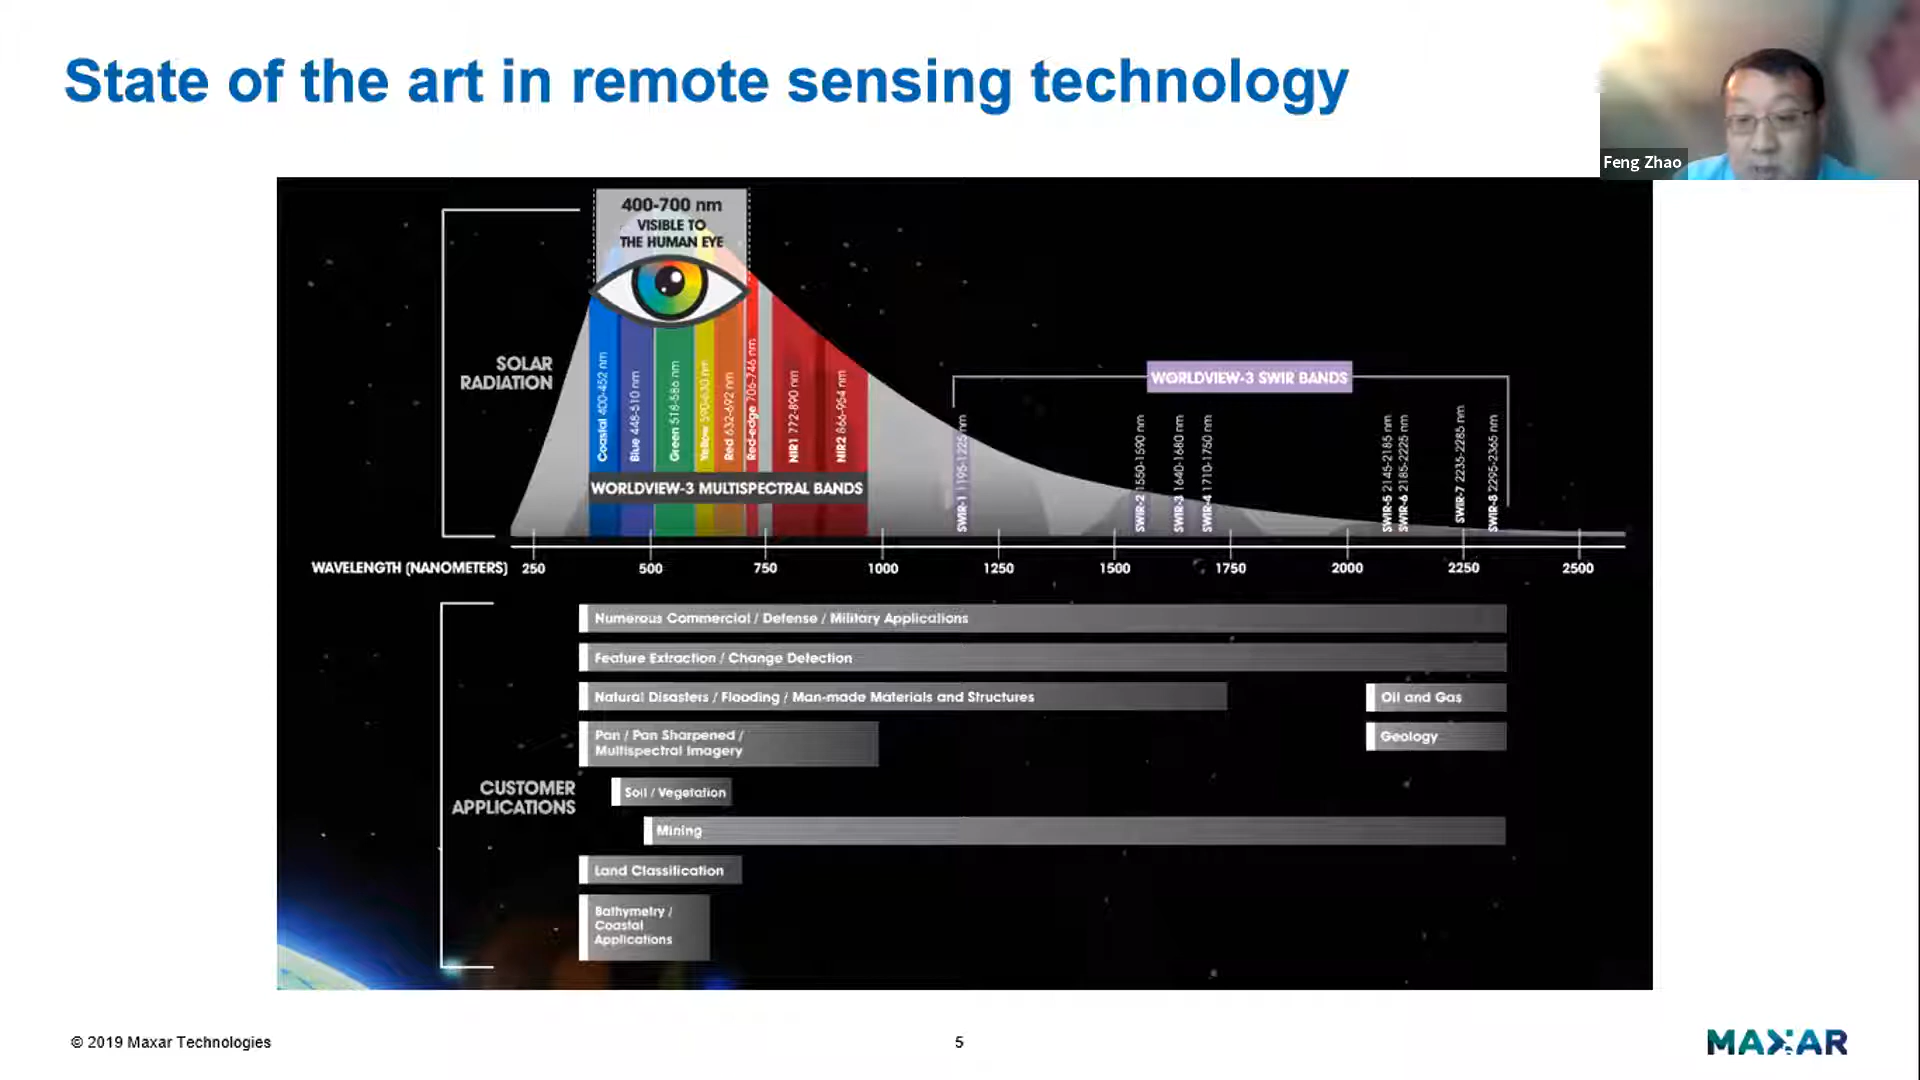 State of the art in remote sensing technology
Feng Zhao
400-700 nm
VISIBLE TO
THE HUMAN EYE
SOLAR
RADIATION
Coastal 400-452 nm
Blue 448-510 nm
Green 518-586 nm
Yellow 590-630 nm
Red 632-692 nm
Red-edge 706-746 nm
NIR1 772-890 nm
NIR2 866-954 nm
WORLDVIEW-3 MULTISPECTRAL BANDS
WORLDVIEW-3 SWIR BANDS
SWIR-1 1195-1225 nm
SWIR-2 1550-1590 nm
SWIR-3 1640-1680 nm
SWIR-4 1710-1750 nm
SWIR-5 2145-2185 nm
SWIR-6 2185-2225 nm
SWIR-7 2235-2285 nm
SWIR-8 2295-2365 nm
WAVELENGTH (NANOMETERS) 250 500 750 1000 1250 1500 1750 2000 2250 2500
Numerous Commercial / Defense / Military Applications
Feature Extraction / Change Detection
Natural Disasters / Flooding / Man-made Materials and Structures
Oil and Gas
Pan / Pan Sharpened /
Multispectral Imagery
Geology
CUSTOMER
APPLICATIONS
Soil / Vegetation
Mining
Land Classification
Bathymetry /
Coastal
Applications
© 2019 Maxar Technologies
5
MAXAR